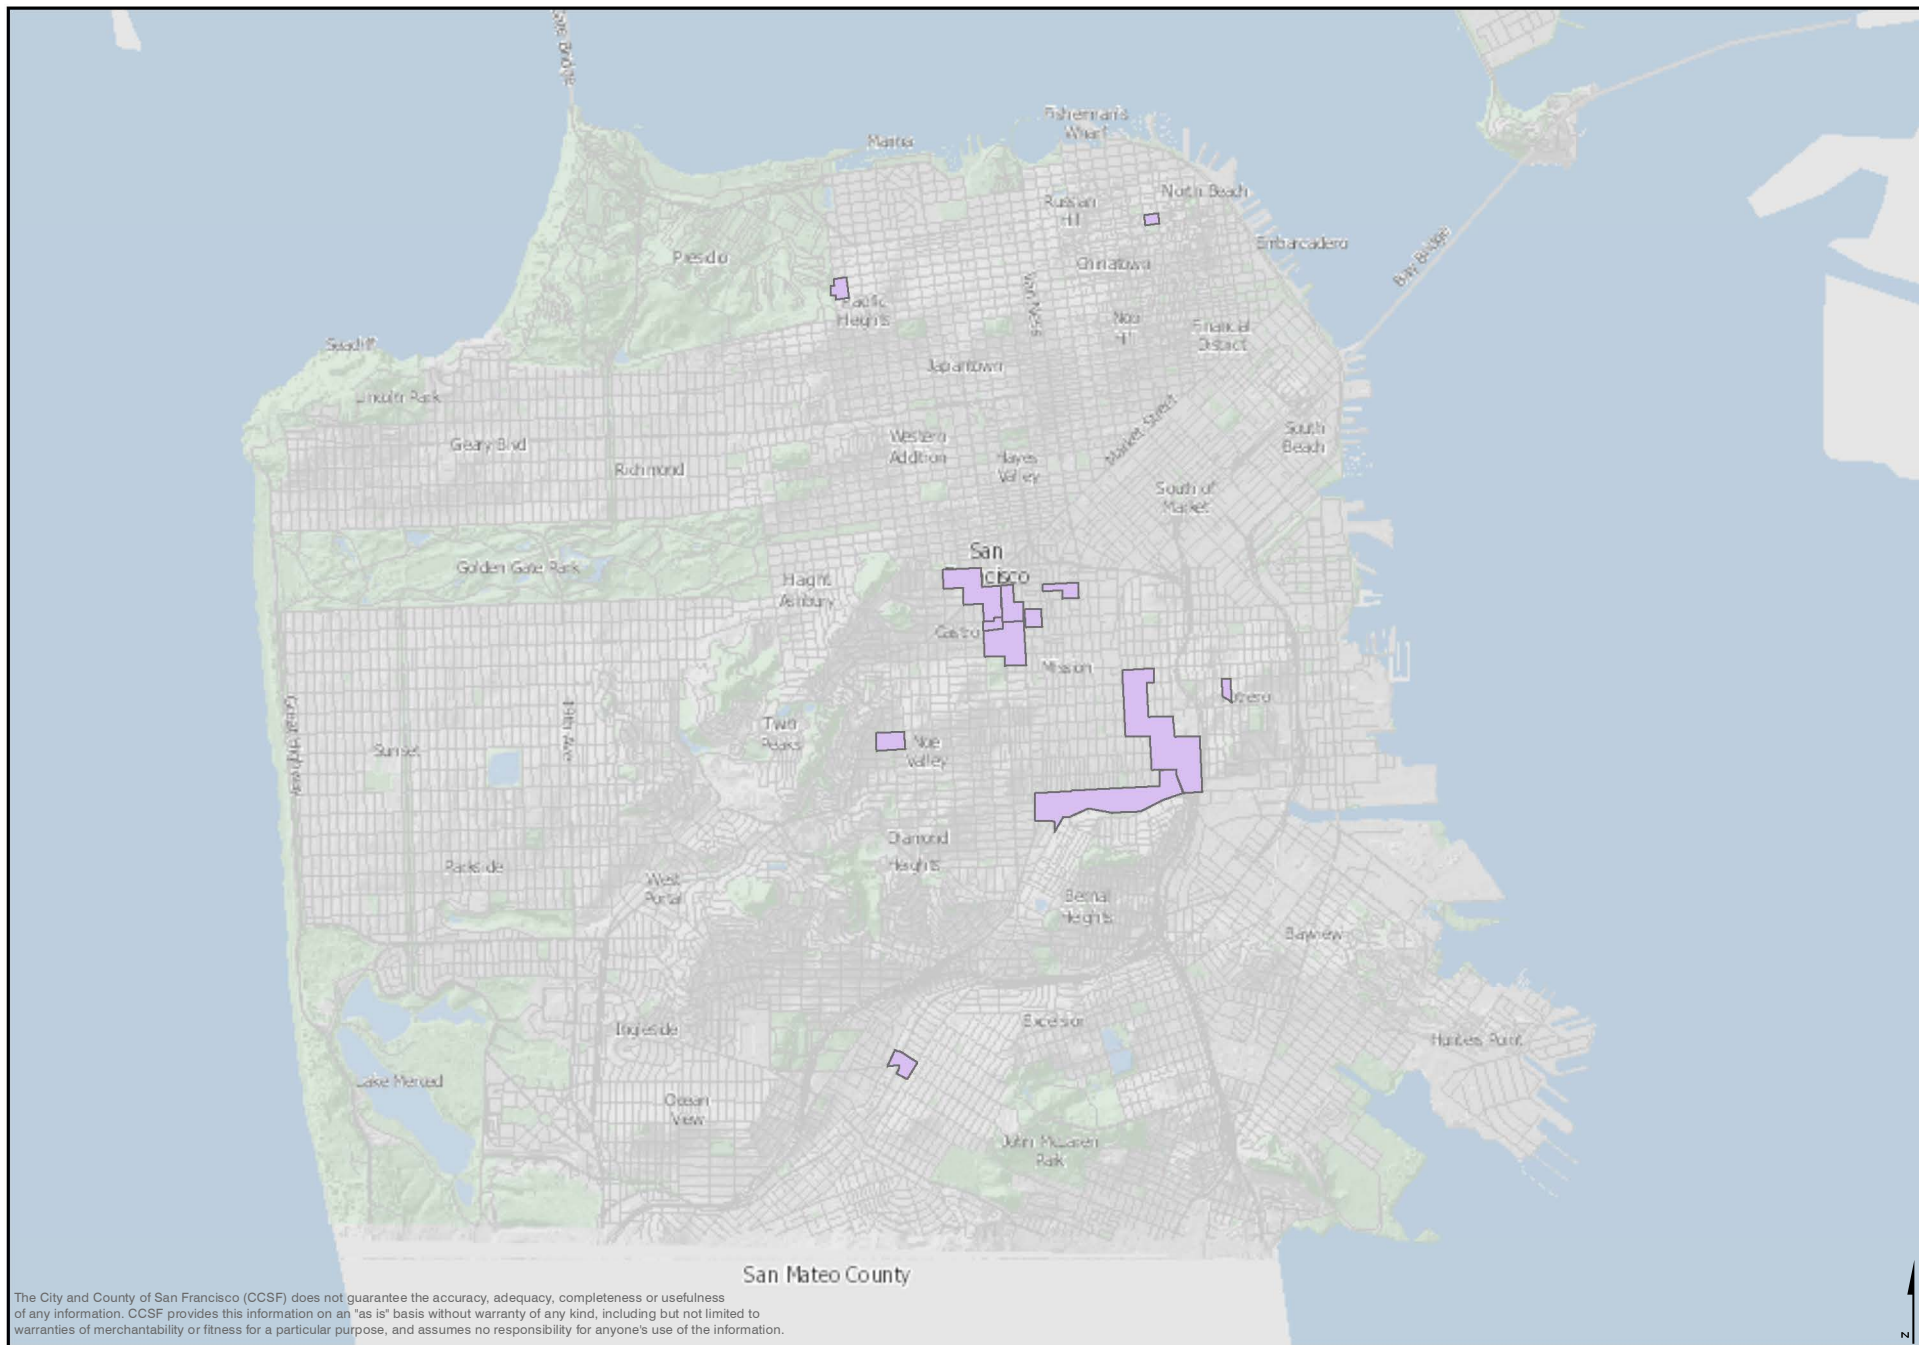 Fisherman's
Wharf
Marina
North Beach
Russian
Hill
Embarcadero
Presidio
Chinatown
Bay Bridge
Pacific
Heights
Van Ness
Nob
Hill
Financial
District
Seacliff
Japantown
Lincoln Park
Market Street
Geary Blvd
Western
Addition
South
Beach
Richmond
Hayes
Valley
South of
Market
San
cisco
Golden Gate Park
Haight
Ashbury
Castro
Mission
Two
Peaks
Noe
Valley
Sunset
19th Ave
Great Highway
Diamond
Heights
Parkside
West
Portal
Bernal
Heights
Bayview
Ingleside
Excelsior
Hunters Point
Lake Merced
Ocean
View
John McLaren
Park
San Mateo County
The City and County of San Francisco (CCSF) does not guarantee the accuracy, adequacy, completeness or usefulness
of any information. CCSF provides this information on an "as is" basis without warranty of any kind, including but not limited to
warranties of merchantability or fitness for a particular purpose, and assumes no responsibility for anyone's use of the information.
N